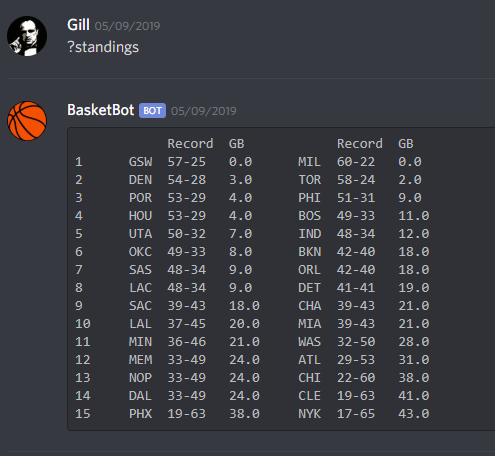 Gill 05/09/2019
?standings
BasketBot BOT 05/09/2019
Record GB Record GB
1 GSW 57-25 0.0 MIL 60-22 0.0
2 DEN 54-28 3.0 TOR 58-24 2.0
3 POR 53-29 4.0 PHI 51-31 9.0
4 HOU 53-29 4.0 BOS 49-33 11.0
5 UTA 50-32 7.0 IND 48-34 12.0
6 OKC 49-33 8.0 BKN 42-40 18.0
7 SAS 48-34 9.0 ORL 42-40 18.0
8 LAC 48-34 9.0 DET 41-41 19.0
9 SAC 39-43 18.0 CHA 39-43 21.0
10 LAL 37-45 20.0 MIA 39-43 21.0
11 MIN 36-46 21.0 WAS 32-50 28.0
12 MEM 33-49 24.0 ATL 29-53 31.0
13 NOP 33-49 24.0 CHI 22-60 38.0
14 DAL 33-49 24.0 CLE 19-63 41.0
15 PHX 19-63 38.0 NYK 17-65 43.0